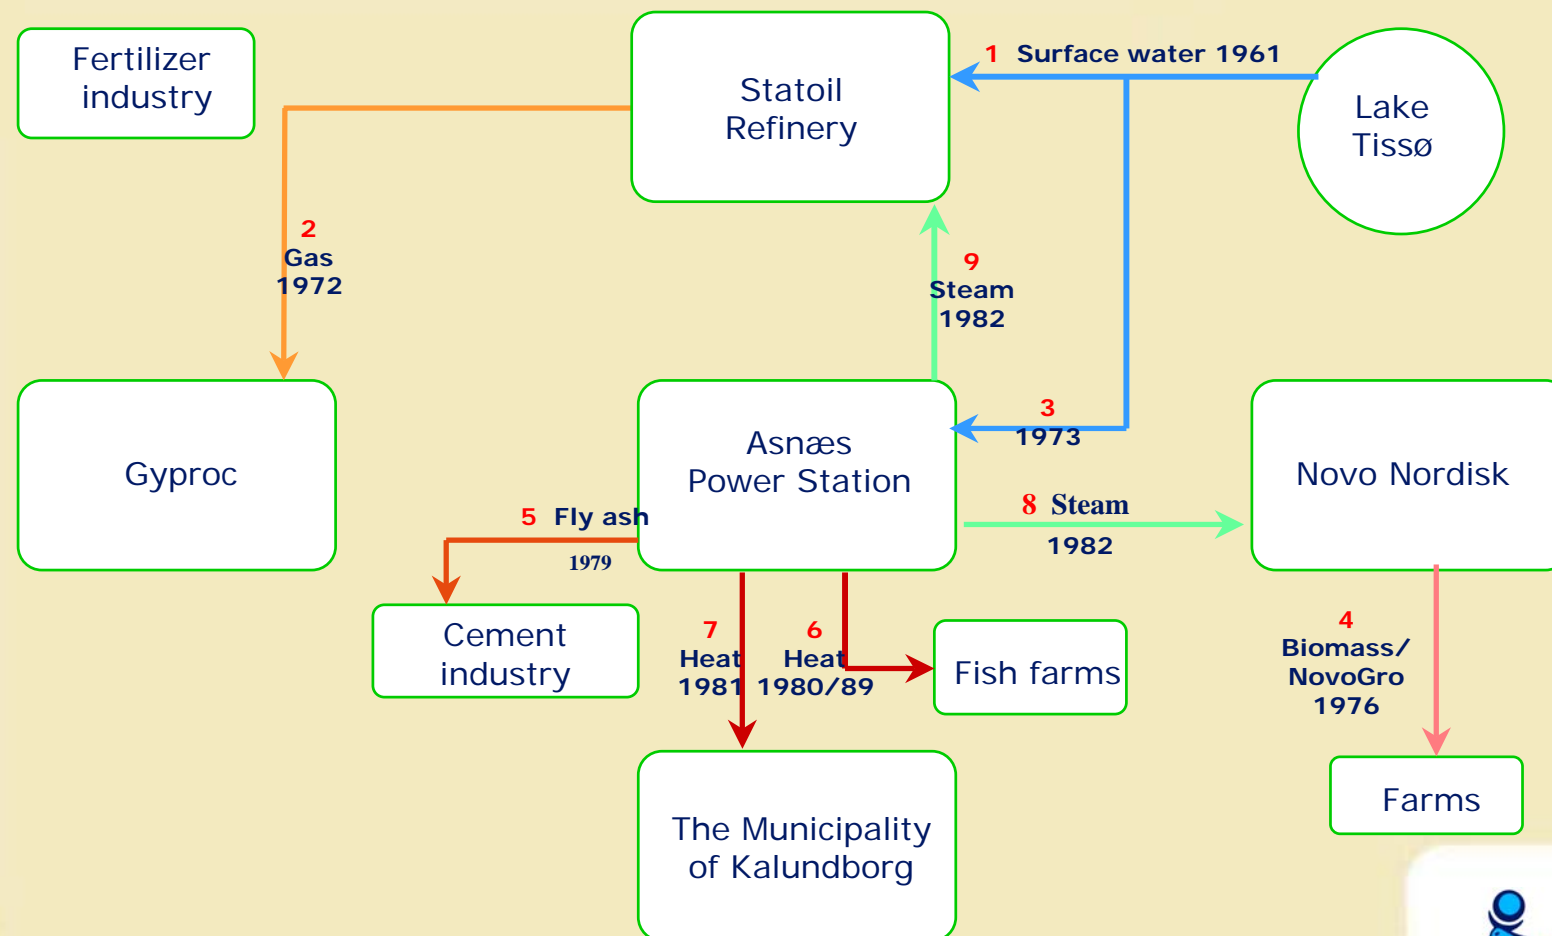 Fertilizer
industry
Statoil
Refinery
1 Surface water 1961
Lake
Tissø
2
Gas
1972
9
Steam
1982
Gyproc
Asnæs
Power Station
3
1973
Novo Nordisk
8 Steam
1982
5 Fly ash
1979
Cement
industry
7
Heat
1981
6
Heat
1980/89
Fish farms
4
Biomass/
NovoGro
1976
Farms
The Municipality
of Kalundborg